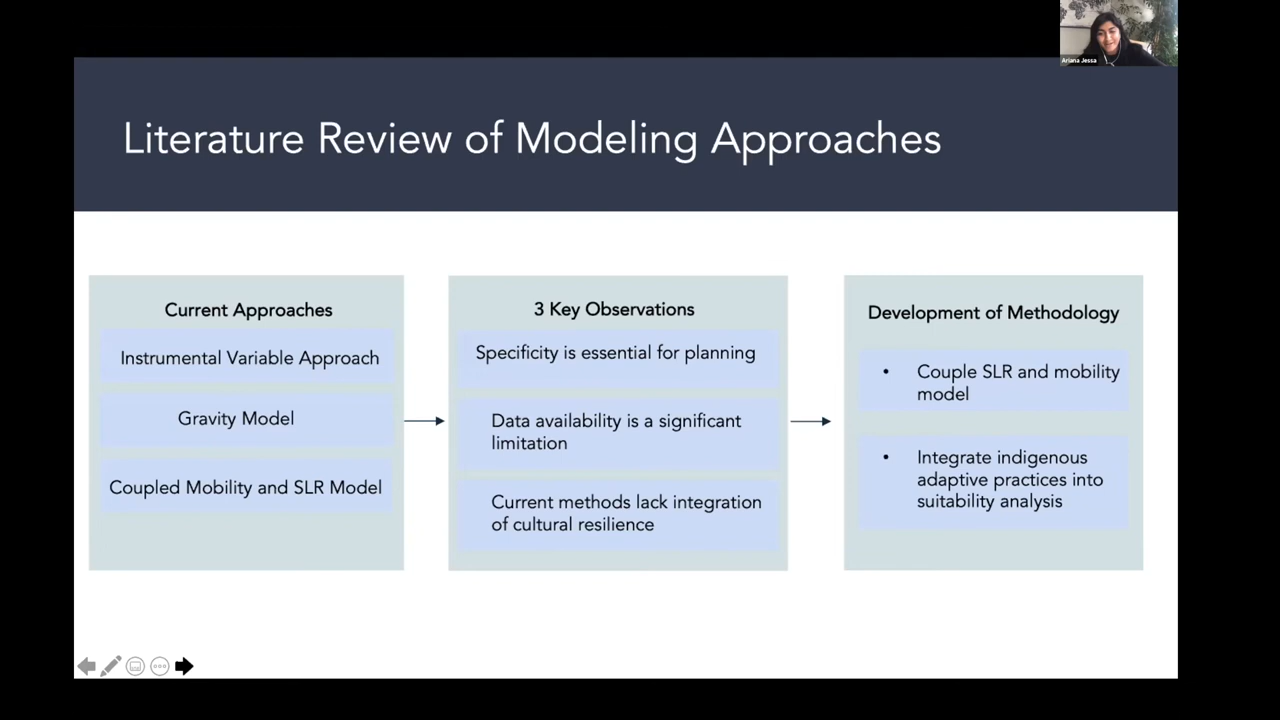 Ariana Jessa
Literature Review of Modeling Approaches
Current Approaches
Instrumental Variable Approach
Gravity Model
Coupled Mobility and SLR Model
3 Key Observations
Specificity is essential for planning
Data availability is a significant
limitation
Current methods lack integration
of cultural resilience
Development of Methodology
• Couple SLR and mobility
model
• Integrate indigenous
adaptive practices into
suitability analysis